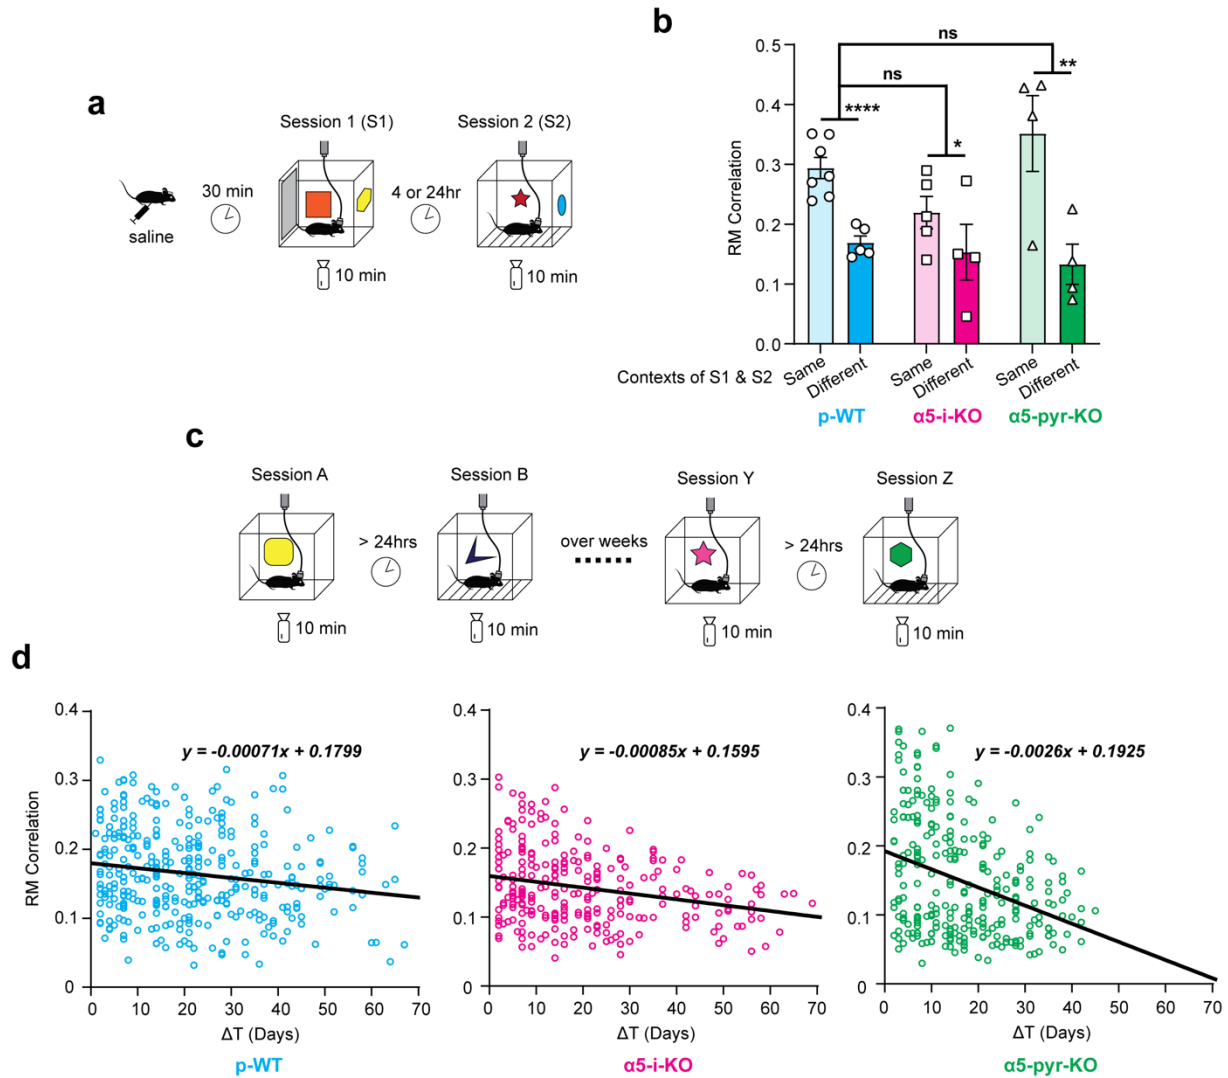 a
Session 1 (S1)
Session 2 (S2)
30 min
4 or 24hr
saline
10 min
10 min
b
RM Correlation
0.5
0.4
0.3
0.2
0.1
0.0
ns
ns
****
*
**
Contexts of S1 & S2
Same
Different
Same
Different
Same
Different
p-WT
α5-i-KO
α5-pyr-KO
c
Session A
Session B
Session Y
Session Z
> 24hrs
over weeks
> 24hrs
10 min
10 min
10 min
10 min
d
RM Correlation
0.4
0.3
0.2
0.1
0
y = -0.00071x + 0.1799
0 10 20 30 40 50 60 70
ΔT (Days)
p-WT
0.4
0.3
0.2
0.1
0
y = -0.00085x + 0.1595
0 10 20 30 40 50 60 70
ΔT (Days)
α5-i-KO
0.4
0.3
0.2
0.1
0
y = -0.0026x + 0.1925
0 10 20 30 40 50 60 70
ΔT (Days)
α5-pyr-KO